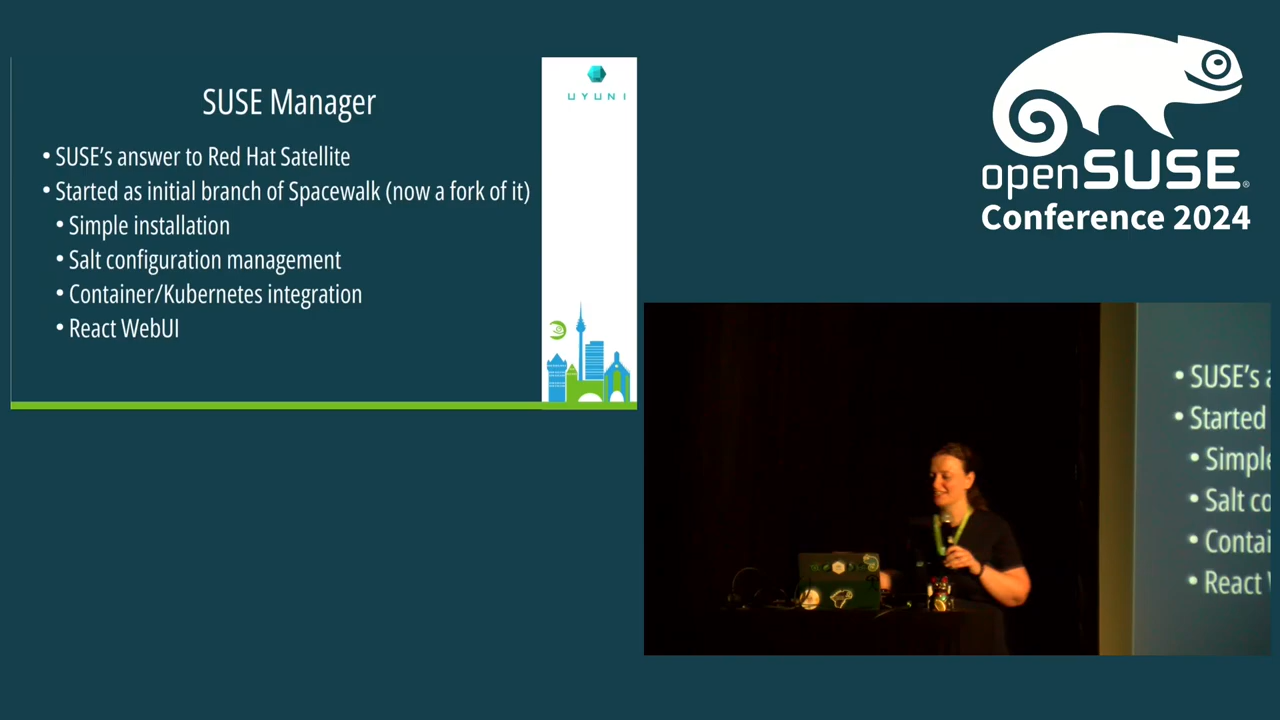 SUSE Manager
• SUSE's answer to Red Hat Satellite
• Started as initial branch of Spacewalk (now a fork of it)
• Simple installation
• Salt configuration management
• Container/Kubernetes integration
• React WebUI
UYUNI
openSUSE®
Conference 2024
• SUSE's
• Started
• Simple
• Salt co
• Contai
• React